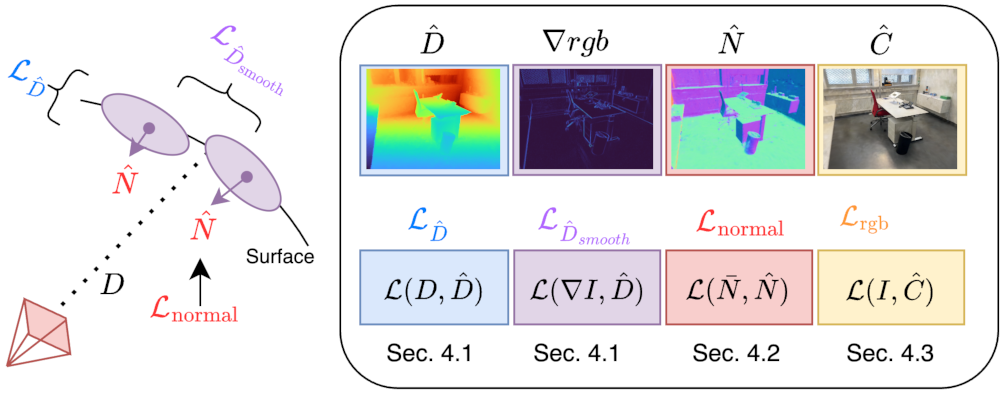 $\mathcal{L}_{\hat{D}}$
$\mathcal{L}_{\hat{D}_{\text{smooth}}}$
$\hat{N}$
$\hat{N}$
Surface
$D$
$\mathcal{L}_{\text{normal}}$
$\hat{D}$ $\nabla rgb$ $\hat{N}$ $\hat{C}$
$\mathcal{L}_{\hat{D}}$ $\mathcal{L}_{\hat{D}_{smooth}}$ $\mathcal{L}_{\text{normal}}$ $\mathcal{L}_{\text{rgb}}$
$\mathcal{L}(D, \hat{D})$ $\mathcal{L}(\nabla I, \hat{D})$ $\mathcal{L}(\bar{N}, \hat{N})$ $\mathcal{L}(I, \hat{C})$
Sec. 4.1 Sec. 4.1 Sec. 4.2 Sec. 4.3